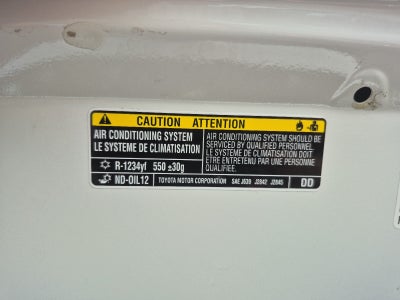 CAUTION ATTENTION
AIR CONDITIONING SYSTEM
LE SYSTEME DE CLIMATISATION
AIR CONDITIONING SYSTEM SHOULD BE
SERVICED BY QUALIFIED PERSONNEL.
LE SYSTEME DE CLIMATISATION DOIT
ETRE ENTRETENU PAR UNE PERSONNE
QUALIFIEE.
R-1234yf 550 ±30g
ND-OIL12
TOYOTA MOTOR CORPORATION SAE J639 J2842 J2845
DD